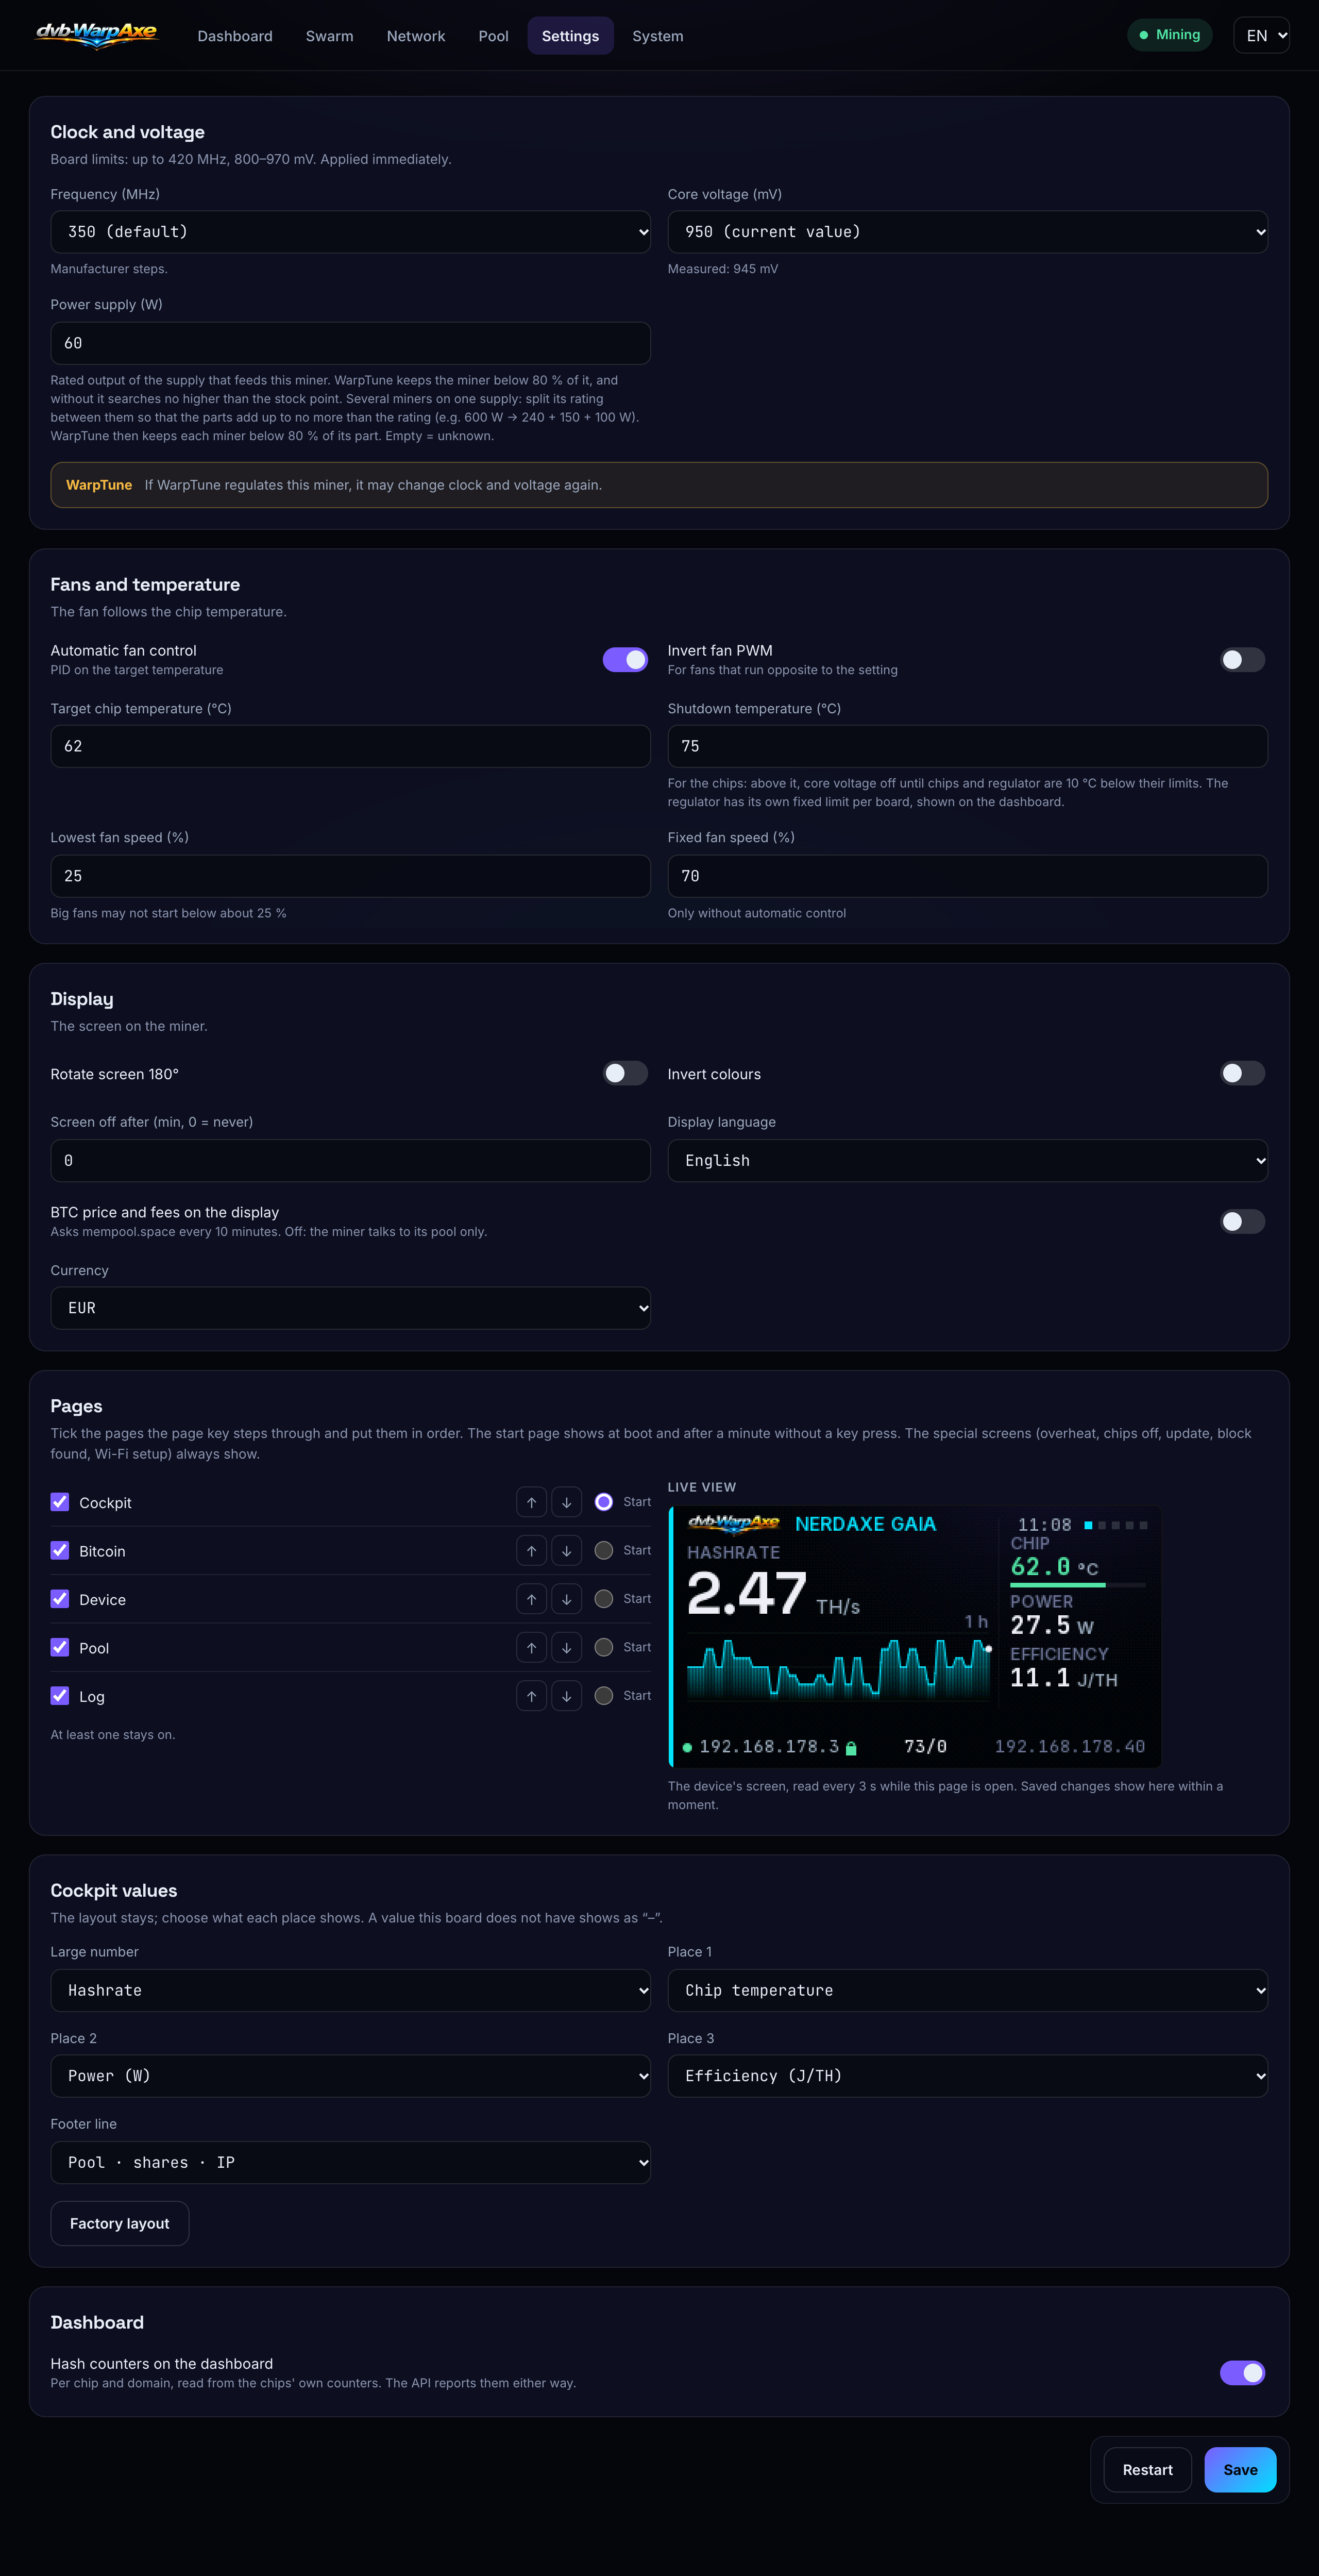 dvb-WarpAxe
Dashboard
Swarm
Network
Pool
Settings
System
Mining
EN
Clock and voltage
Board limits: up to 420 MHz, 800–970 mV. Applied immediately.
Frequency (MHz)
350 (default)
Manufacturer steps.
Core voltage (mV)
950 (current value)
Measured: 945 mV
Power supply (W)
60
Rated output of the supply that feeds this miner. WarpTune keeps the miner below 80 % of it, and
without it searches no higher than the stock point. Several miners on one supply: split its rating
between them so that the parts add up to no more than the rating (e.g. 600 W → 240 + 150 + 100 W).
WarpTune then keeps each miner below 80 % of its part. Empty = unknown.
WarpTune If WarpTune regulates this miner, it may change clock and voltage again.
Fans and temperature
The fan follows the chip temperature.
Automatic fan control
PID on the target temperature
Invert fan PWM
For fans that run opposite to the setting
Target chip temperature (°C)
62
Shutdown temperature (°C)
75
For the chips: above it, core voltage off until chips and regulator are 10 °C below their limits. The
regulator has its own fixed limit per board, shown on the dashboard.
Lowest fan speed (%)
25
Big fans may not start below about 25 %
Fixed fan speed (%)
70
Only without automatic control
Display
The screen on the miner.
Rotate screen 180°
Invert colours
Screen off after (min, 0 = never)
0
Display language
English
BTC price and fees on the display
Asks mempool.space every 10 minutes. Off: the miner talks to its pool only.
Currency
EUR
Pages
Tick the pages the page key steps through and put them in order. The start page shows at boot and after a minute without a key press. The special screens (overheat, chips off, update, block
found, Wi-Fi setup) always show.
Cockpit ↑ ↓ Start
Bitcoin ↑ ↓ Start
Device ↑ ↓ Start
Pool ↑ ↓ Start
Log ↑ ↓ Start
At least one stays on.
LIVE VIEW
dvb-WarpAxe NERDAXE GAIA 11:08
HASHRATE
2.47 TH/s
1 h
CHIP
62.0 °C
POWER
27.5 W
EFFICIENCY
11.1 J/TH
192.168.178.3 73/0 192.168.178.40
The device's screen, read every 3 s while this page is open. Saved changes show here within a
moment.
Cockpit values
The layout stays; choose what each place shows. A value this board does not have shows as “–”.
Large number
Hashrate
Place 1
Chip temperature
Place 2
Power (W)
Place 3
Efficiency (J/TH)
Footer line
Pool · shares · IP
Factory layout
Dashboard
Hash counters on the dashboard
Per chip and domain, read from the chips' own counters. The API reports them either way.
Restart
Save